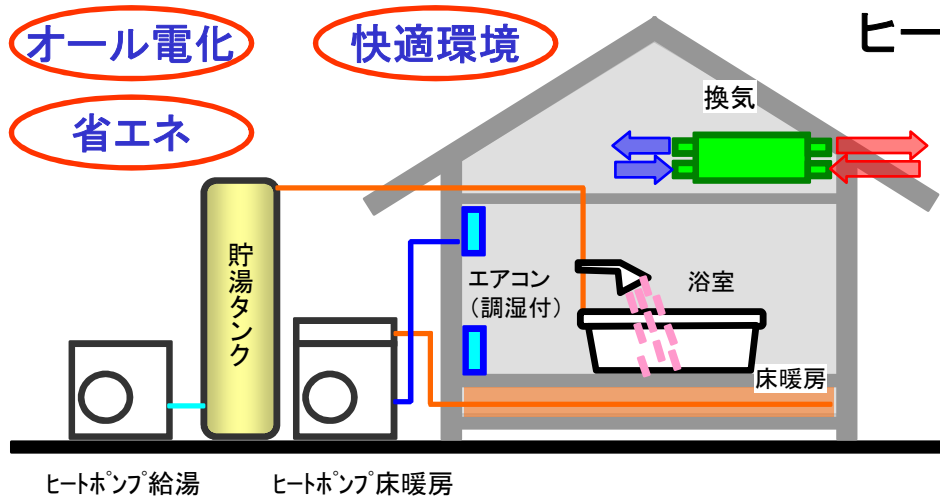 オール電化
快適環境
ヒー
省エネ
換気
貯湯タンク
エアコン
（調湿付）
浴室
床暖房
ﾋｰﾄﾎﾟﾝﾌﾟ給湯
ﾋｰﾄﾎﾟﾝﾌﾟ床暖房